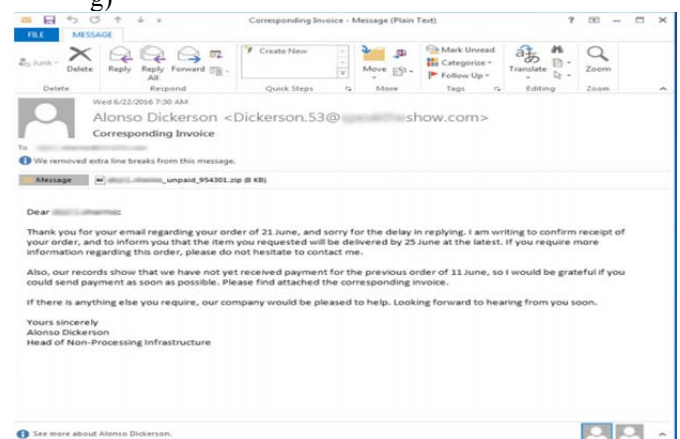 g)
Corresponding Invoice - Message (Plain Text)
FILE MESSAGE
Junk
Delete
Reply
Reply All
Forward
Create New
Move
Mark Unread
Categorize
Follow Up
Translate
Zoom
Delete Respond Quick Steps Move Tags Editing Zoom
Wed 6/22/2016 7:30 AM
Alonso Dickerson <Dickerson.53@ show.com>
Corresponding Invoice
To
We removed extra line breaks from this message.
Message _unpaid_954301.zip (8 KB)
Dear
Thank you for your email regarding your order of 21 June, and sorry for the delay in replying. I am writing to confirm receipt of
your order, and to inform you that the item you requested will be delivered by 25 June at the latest. If you require more
information regarding this order, please do not hesitate to contact me.
Also, our records show that we have not yet received payment for the previous order of 11 June, so I would be grateful if you
could send payment as soon as possible. Please find attached the corresponding invoice.
If there is anything else you require, our company would be pleased to help. Looking forward to hearing from you soon.
Yours sincerely
Alonso Dickerson
Head of Non-Processing Infrastructure
See more about Alonso Dickerson.